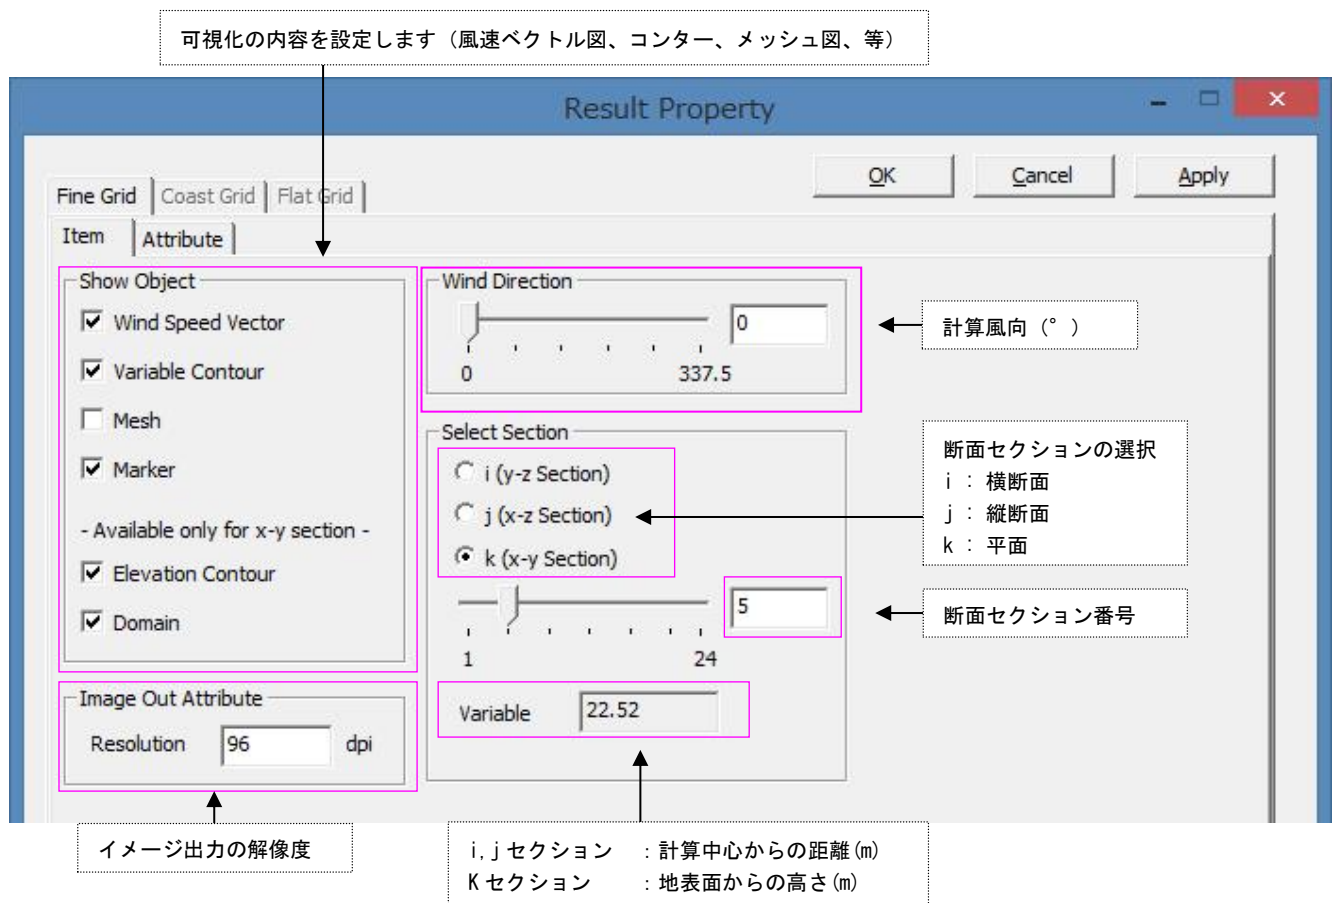 可視化の内容を設定します（風速ベクトル図、コンター、メッシュ図、等）
Result Property
OK Cancel Apply
Fine Grid Coast Grid Flat Grid
Item Attribute
Show Object
Wind Speed Vector
Variable Contour
Mesh
Marker
- Available only for x-y section -
Elevation Contour
Domain
Image Out Attribute
Resolution 96 dpi
イメージ出力の解像度
Wind Direction
0
0 337.5
計算風向（°）
Select Section
i (y-z Section)
j (x-z Section)
k (x-y Section)
断面セクションの選択
i : 横断面
j : 縦断面
k : 平面
5
1 24
断面セクション番号
Variable 22.52
i,jセクション :計算中心からの距離(m)
Kセクション :地表面からの高さ(m)